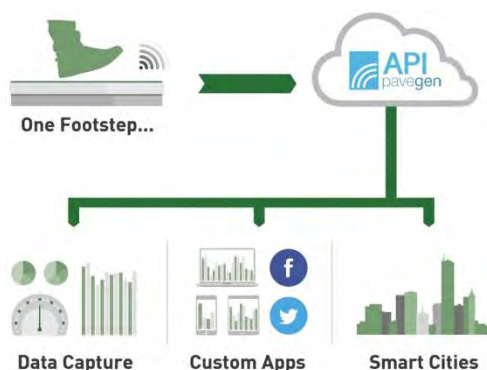 API
pavegen
One Footstep...
f
Data Capture
Custom Apps
Smart Cities